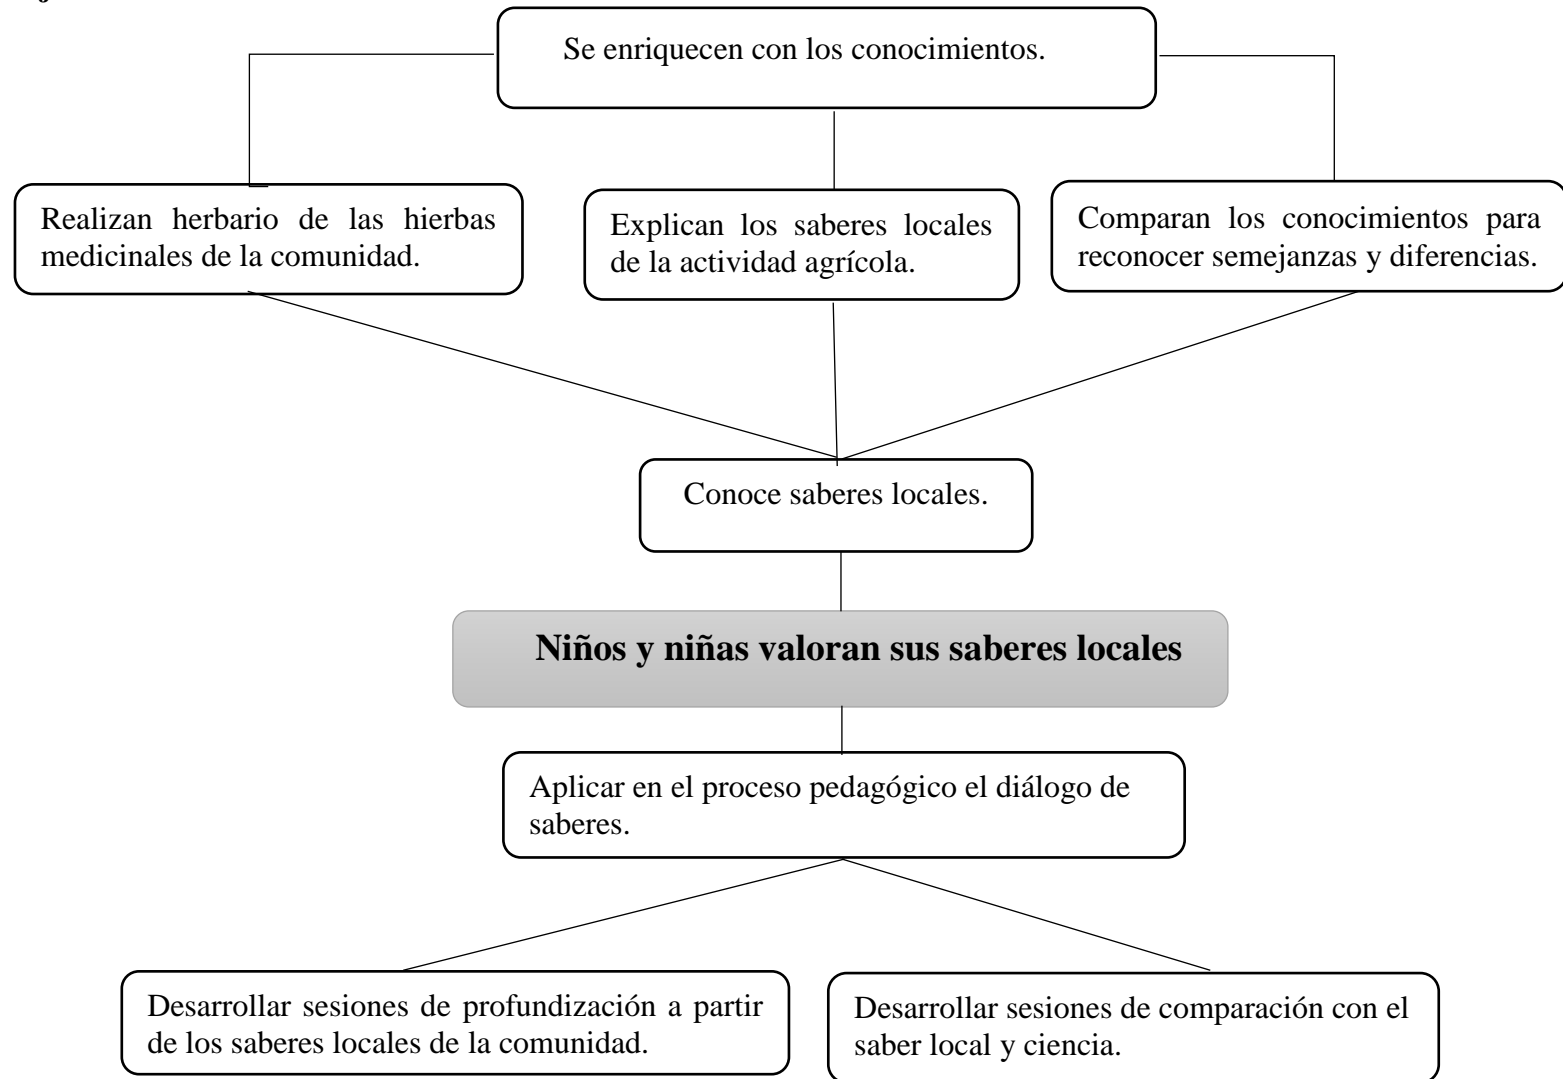 Se enriquecen con los conocimientos.
Realizan herbario de las hierbas
medicinales de la comunidad.
Explican los saberes locales
de la actividad agrícola.
Comparan los conocimientos para
reconocer semejanzas y diferencias.
Conoce saberes locales.
Niños y niñas valoran sus saberes locales
Aplicar en el proceso pedagógico el diálogo de
saberes.
Desarrollar sesiones de profundización a partir
de los saberes locales de la comunidad.
Desarrollar sesiones de comparación con el
saber local y ciencia.